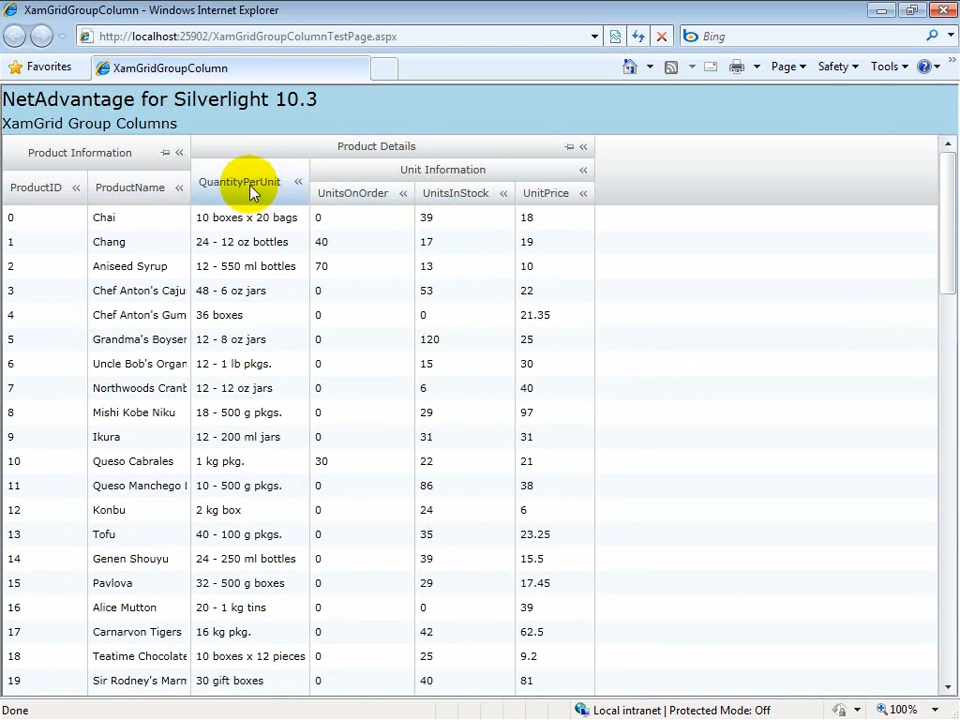 XamGridGroupColumn - Windows Internet Explorer
http://localhost:25902/XamGridGroupColumnTestPage.aspx Bing
Favorites XamGridGroupColumn Page Safety Tools
NetAdvantage for Silverlight 10.3
XamGrid Group Columns
Product Information Product Details
Unit Information
ProductID ProductName QuantityPerUnit UnitsOnOrder UnitsInStock UnitPrice
0 Chai 10 boxes x 20 bags 0 39 18
1 Chang 24 - 12 oz bottles 40 17 19
2 Aniseed Syrup 12 - 550 ml bottles 70 13 10
3 Chef Anton's Caju 48 - 6 oz jars 0 53 22
4 Chef Anton's Gum 36 boxes 0 0 21.35
5 Grandma's Boysen 12 - 8 oz jars 0 120 25
6 Uncle Bob's Organ 12 - 1 lb pkgs. 0 15 30
7 Northwoods Cranb 12 - 12 oz jars 0 6 40
8 Mishi Kobe Niku 18 - 500 g pkgs. 0 29 97
9 Ikura 12 - 200 ml jars 0 31 31
10 Queso Cabrales 1 kg pkg. 30 22 21
11 Queso Manchego 10 - 500 g pkgs. 0 86 38
12 Konbu 2 kg box 0 24 6
13 Tofu 40 - 100 g pkgs. 0 35 23.25
14 Genen Shouyu 24 - 250 ml bottles 0 39 15.5
15 Pavlova 32 - 500 g boxes 0 29 17.45
16 Alice Mutton 20 - 1 kg tins 0 0 39
17 Carnarvon Tigers 16 kg pkg. 0 42 62.5
18 Teatime Chocolate 10 boxes x 12 pieces 0 25 9.2
19 Sir Rodney's Marm 30 gift boxes 0 40 81
Done Local intranet | Protected Mode: Off 100%